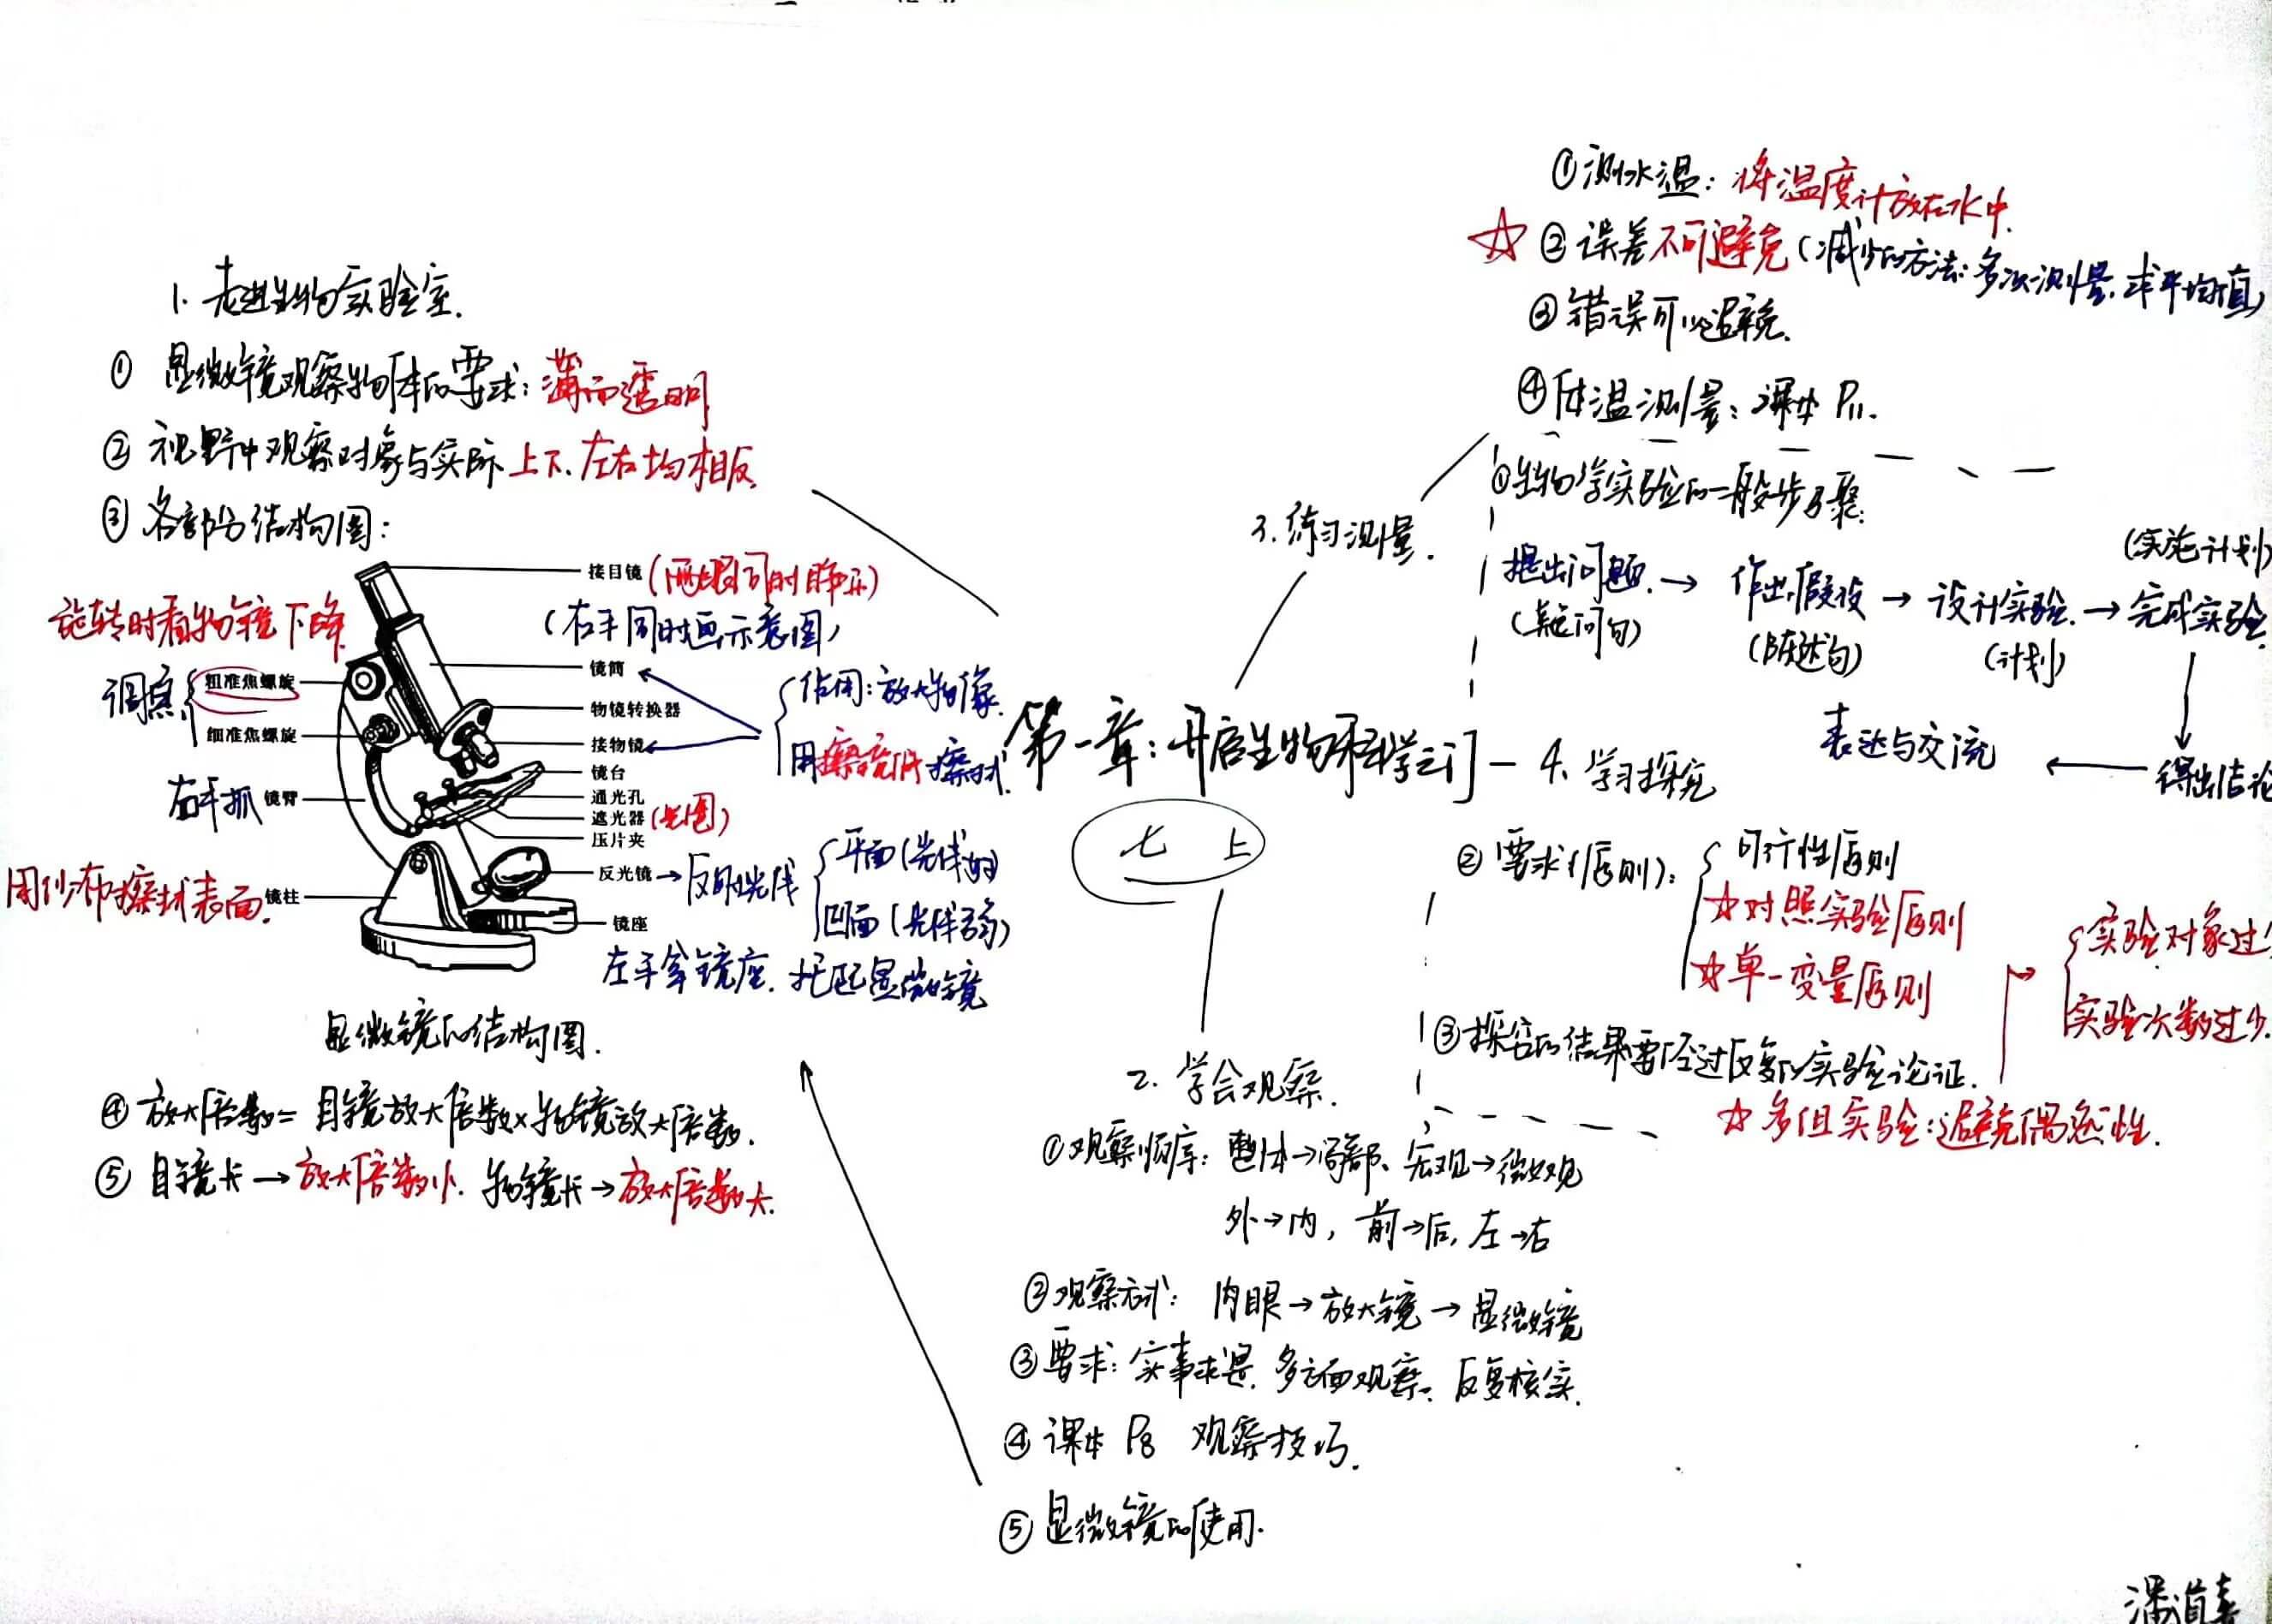 1. 走进生物实验室.
① 显微镜观察物体的要求：薄而透明
② 视野中观察对象与实际上下、左右均相反.
③ 各部分结构图：
接目镜(两眼同时睁开)
(右手同时画示意图)
旋转时看物镜下降
调焦
粗准焦螺旋
细准焦螺旋
镜筒
物镜转换器
接物镜
作用：放大物像.
用擦镜纸擦拭
镜台
通光孔
遮光器(光圈)
压片夹
右手抓 镜臂
反光镜→反射光线
平面(光线强)
凹面(光线弱)
用纱布擦拭表面. 镜柱
镜座
左手拿镜座. 托起显微镜
显微镜的结构图.
④ 放大倍数= 目镜放大倍数×物镜放大倍数.
⑤ 目镜长→放大倍数小. 物镜长→放大倍数大.
第一章：开启生物科学之门
七上
2. 学会观察.
①观察顺序：整体→局部、宏观→微观
外→内，前→后, 左→右
②观察方式：肉眼→放大镜→显微镜
③要求：实事求是. 多方面观察. 反复核实.
④ 课本 P8 观察技巧.
⑤ 显微镜的使用.
3. 练习测量.
①测水温：将温度计放在水中.
☆②误差不可避免(减少的方法：多次测量, 求平均值)
③错误可以避免.
④体温测量：课本 P11.
4. 学习探究
①生物学实验的一般步骤：
提出问题.→作出假设→设计实验.→完成实验.
(疑问句)
(陈述句)
(计划)
(实施计划)
得出结论
表达与交流
② 要求(原则)：
可行性原则
☆对照实验原则
☆单一变量原则
③探究的结果要经过反复的实验论证.
☆多组实验：避免偶然性.
实验对象过
实验次数过少.